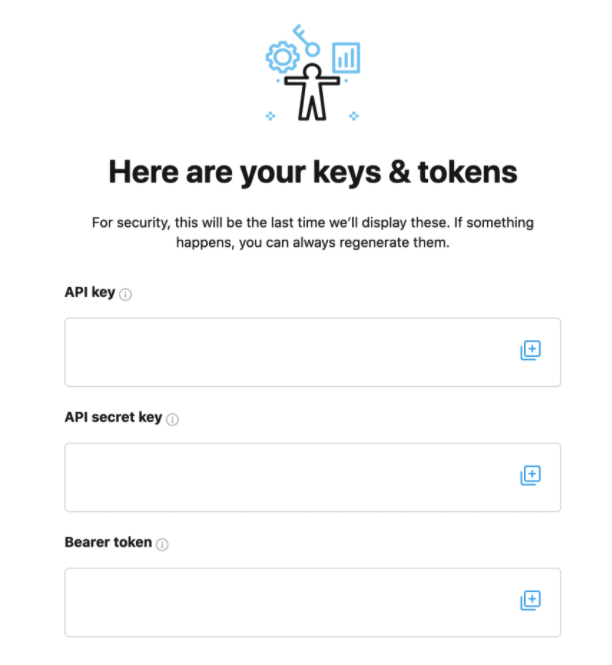 Here are your keys & tokens
For security, this will be the last time we'll display these. If something
happens, you can always regenerate them.
API key
API secret key
Bearer token